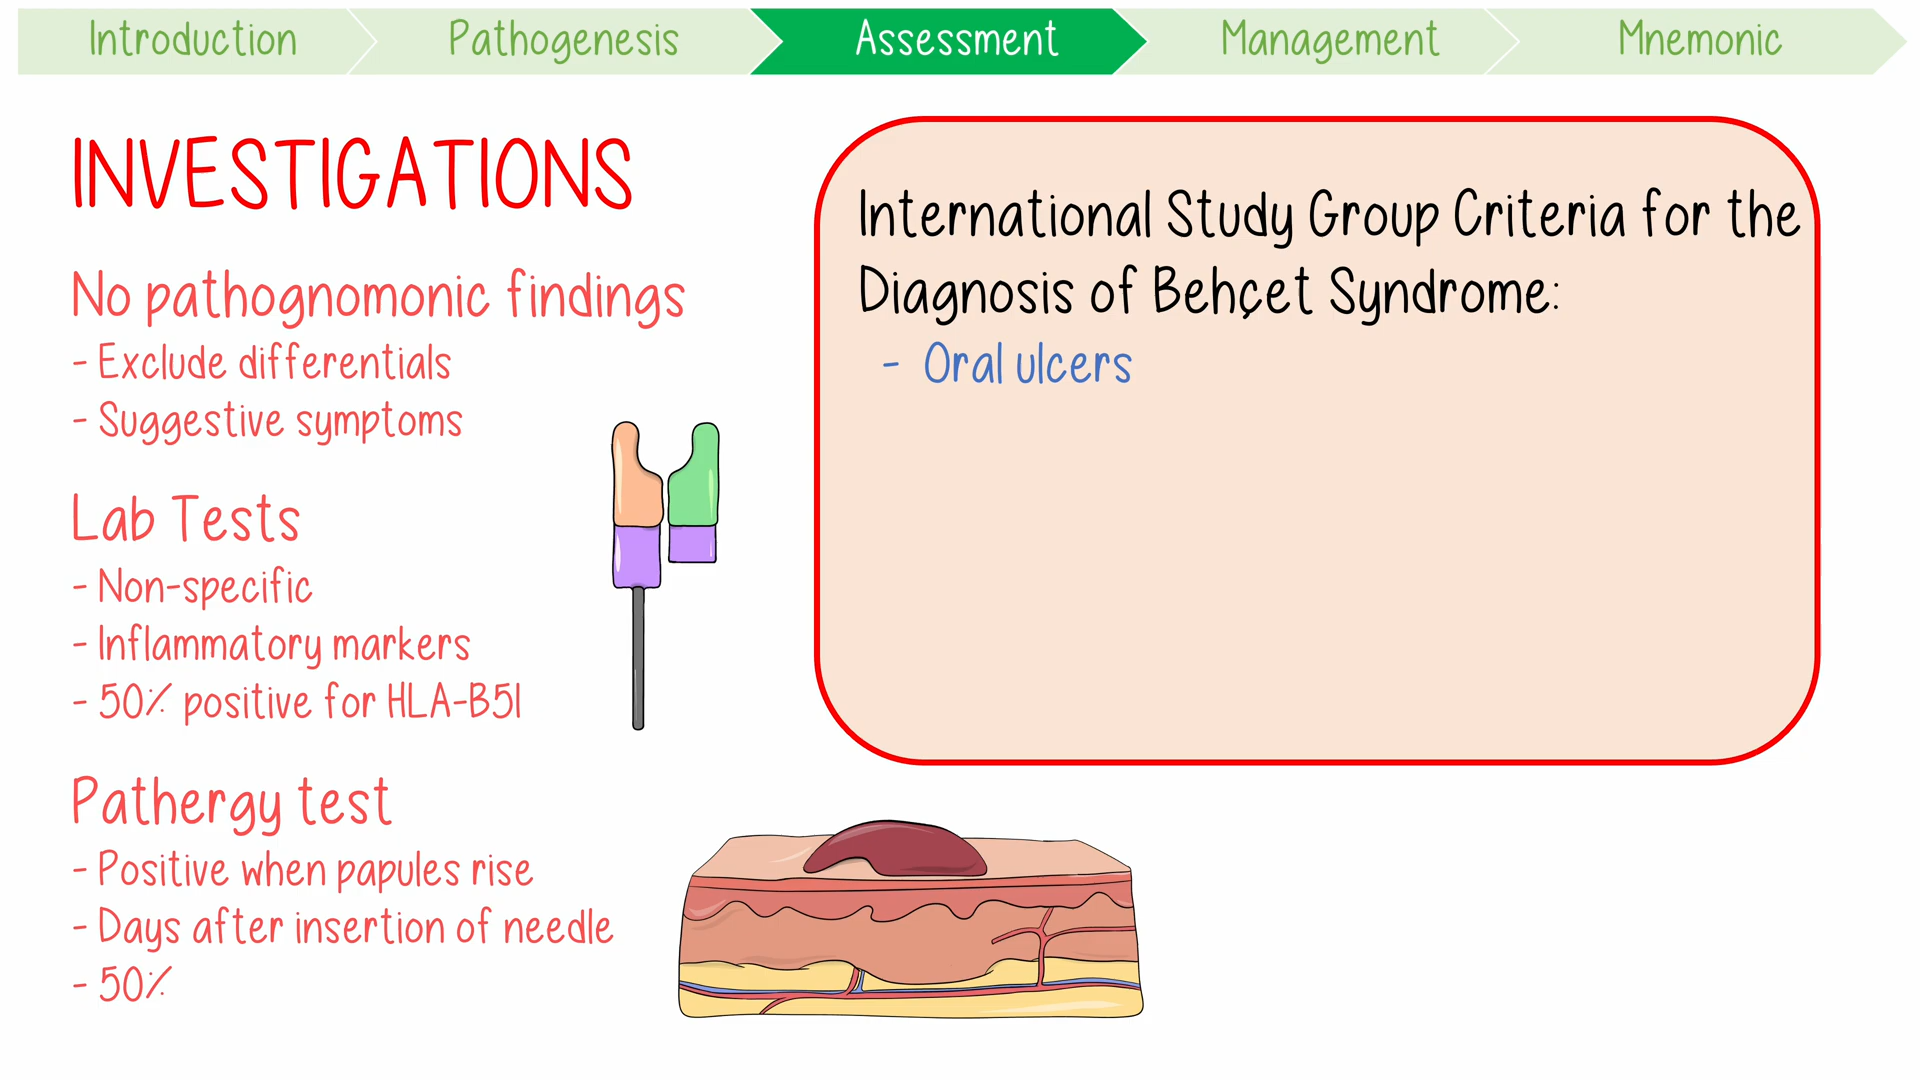 Introduction
Pathogenesis
Assessment
Management
Mnemonic
INVESTIGATIONS
No pathognomonic findings
- Exclude differentials
- Suggestive symptoms
Lab Tests
- Non-specific
- Inflammatory markers
- 50% positive for HLA-B51
Pathergy test
- Positive when papules rise
- Days after insertion of needle
- 50%
International Study Group Criteria for the
Diagnosis of Behçet Syndrome:
- Oral ulcers